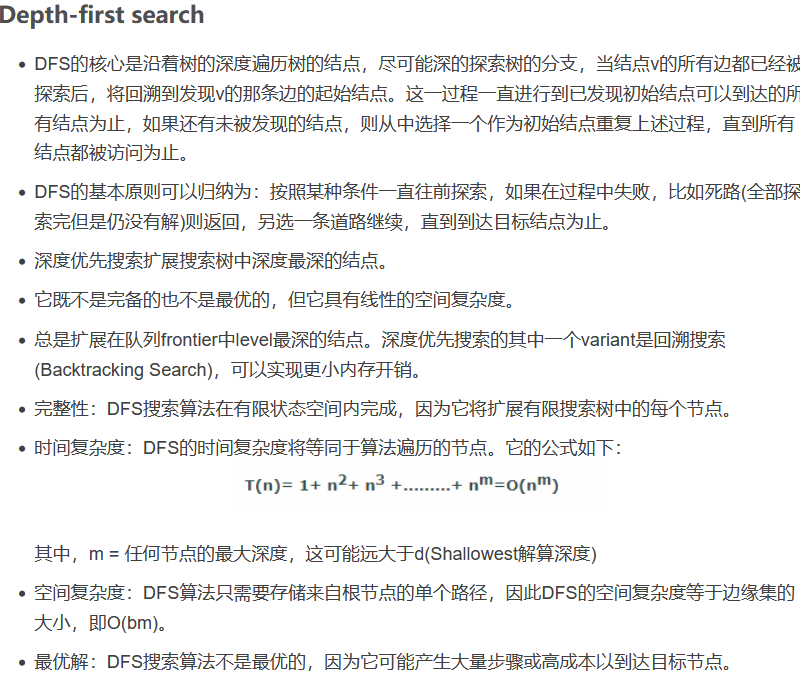 Depth-first search
• DFS的核心是沿着树的深度遍历树的结点，尽可能深的探索树的分支，当结点v的所有边都已经被
探索后，将回溯到发现v的那条边的起始结点。这一过程一直进行到已发现初始结点可以到达的所
有结点为止，如果还有未被发现的结点，则从中选择一个作为初始结点重复上述过程，直到所有
结点都被访问为止。
• DFS的基本原则可以归纳为：按照某种条件一直往前探索，如果在过程中失败，比如死路(全部探
索完但是仍没有解)则返回，另选一条道路继续，直到到达目标结点为止。
• 深度优先搜索扩展搜索树中深度最深的结点。
• 它既不是完备的也不是最优的，但它具有线性的空间复杂度。
• 总是扩展在队列frontier中level最深的结点。深度优先搜索的其中一个variant是回溯搜索
(Backtracking Search)，可以实现更小内存开销。
• 完整性：DFS搜索算法在有限状态空间内完成，因为它将扩展有限搜索树中的每个节点。
• 时间复杂度：DFS的时间复杂度将等同于算法遍历的节点。它的公式如下：
T(n)= 1+ n² + n³ +.........+ nᵐ=O(nᵐ)
其中，m = 任何节点的最大深度，这可能远大于d(Shallowest解算深度)
• 空间复杂度：DFS算法只需要存储来自根节点的单个路径，因此DFS的空间复杂度等于边缘集的
大小，即O(bm)。
• 最优解：DFS搜索算法不是最优的，因为它可能产生大量步骤或高成本以到达目标节点。